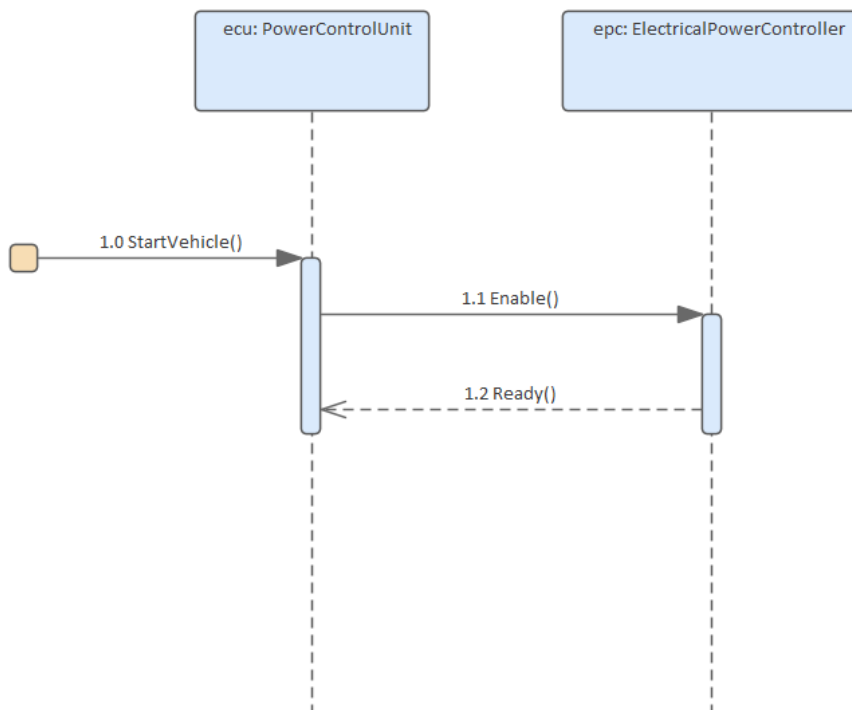 ecu: PowerControlUnit
epc: ElectricalPowerController
1.0 StartVehicle()
1.1 Enable()
1.2 Ready()